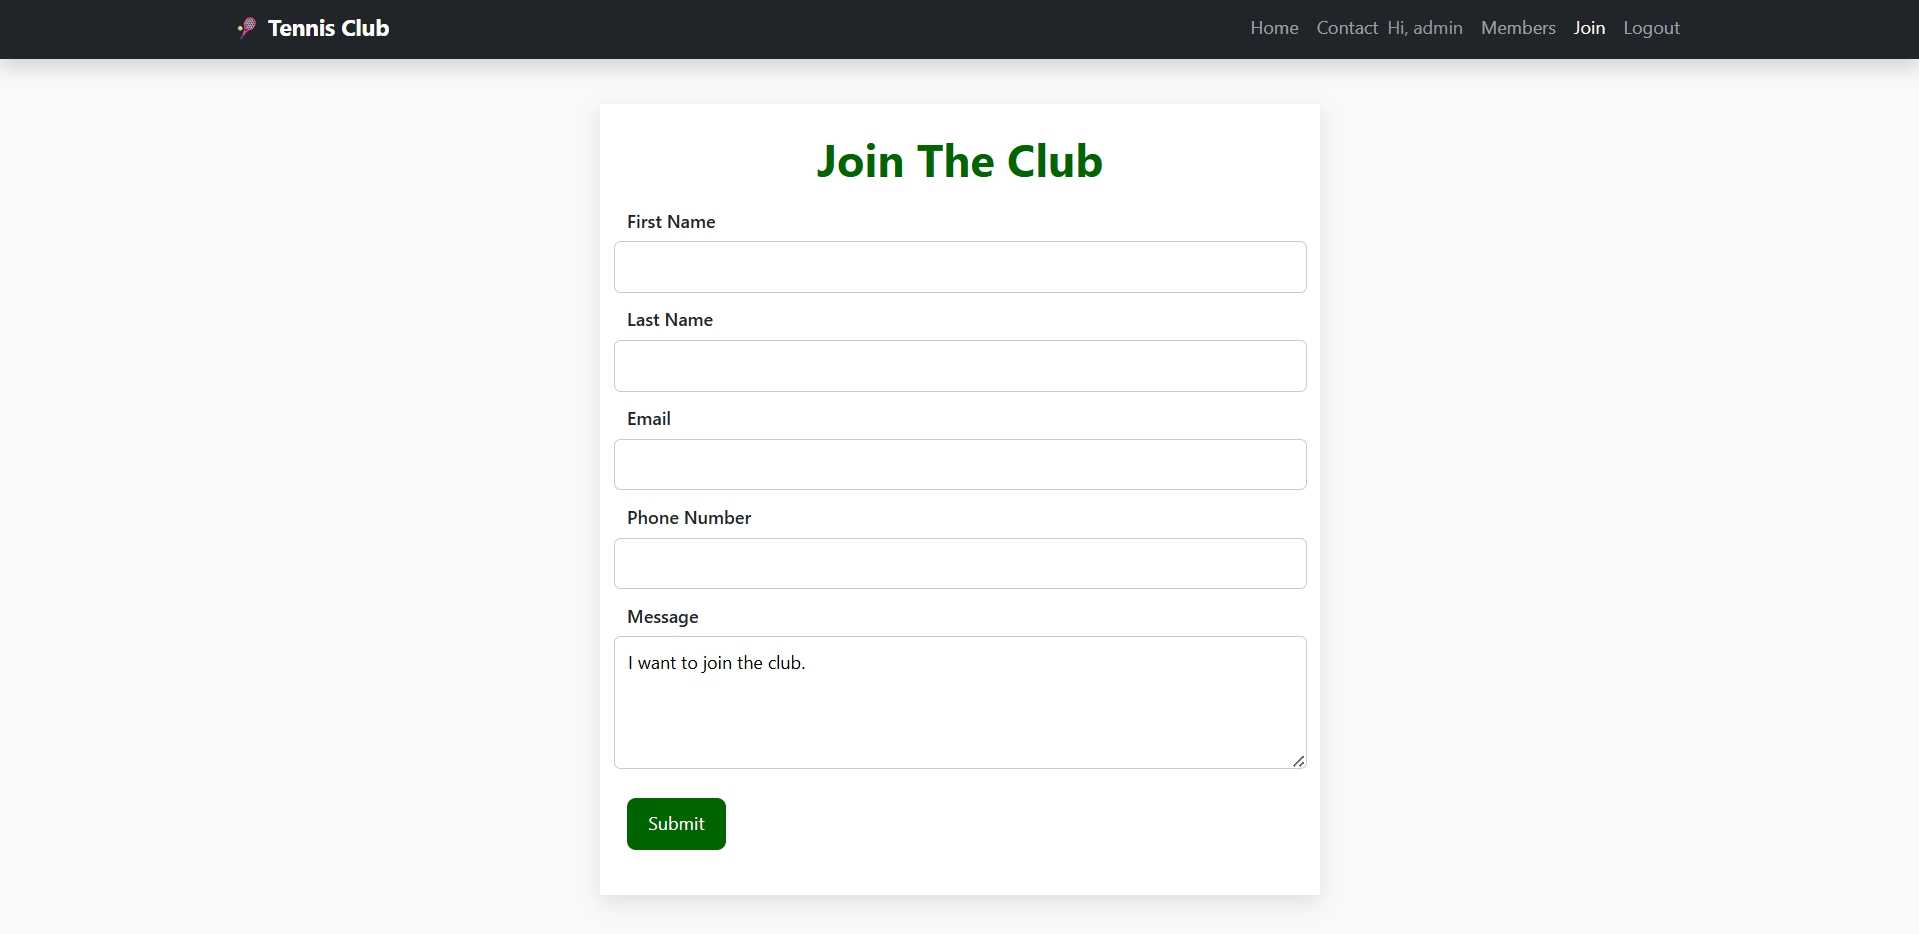 Tennis Club Home Contact Hi, admin Members Join Logout
Join The Club
First Name
Last Name
Email
Phone Number
Message
I want to join the club.
Submit